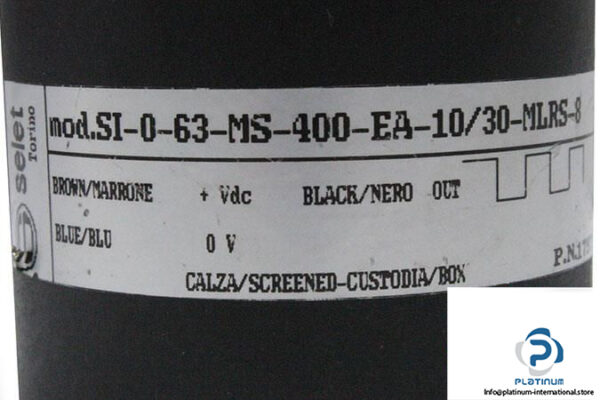 selet
Torino
mod.SI-0-63-MS-400-EA-10/30-MLRS-8
BROWN/MARRONE + Vdc BLACK/NERO OUT
BLUE/BLU 0 V
P.N.17
CALZA/SCREENED-CUSTODIA/BOX
PLATINUM
Info@platinum-international.store